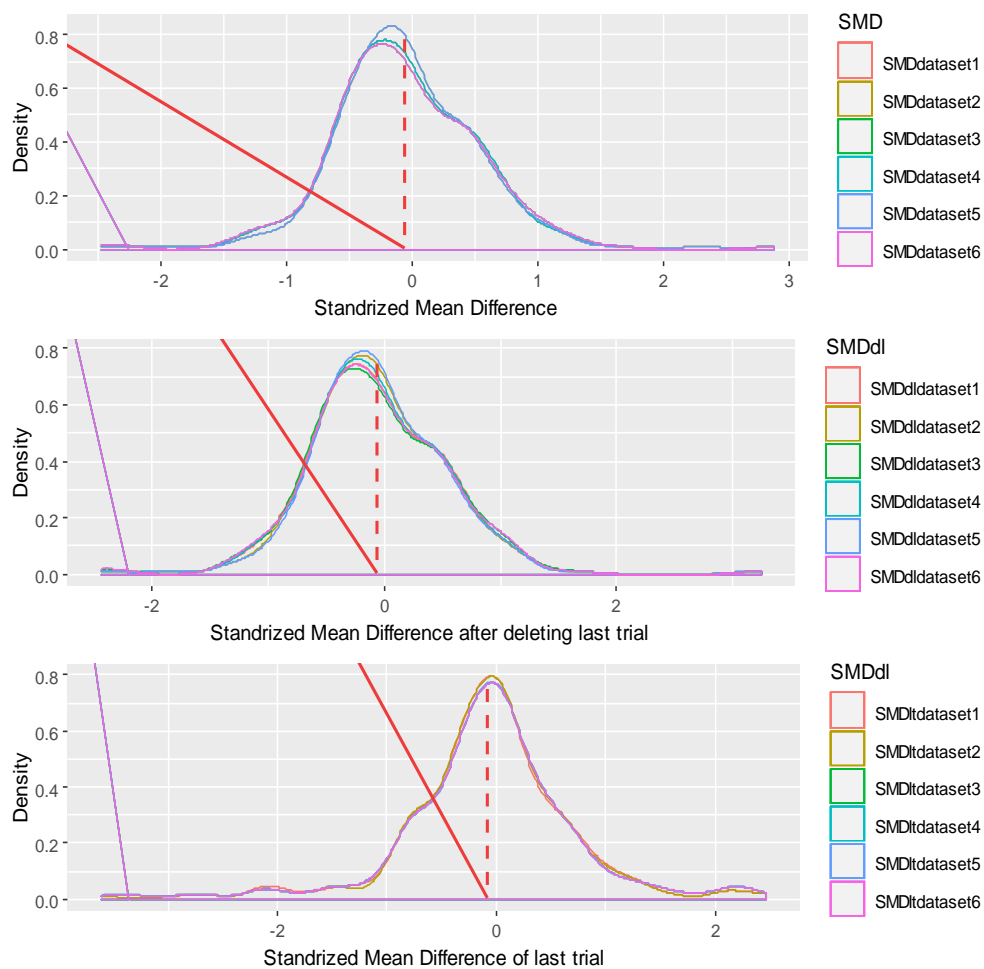 SMD
0.8
0.6
0.4
0.2
0.0
Density
SMDdataset1
SMDdataset2
SMDdataset3
SMDdataset4
SMDdataset5
SMDdataset6
-2
-1
0
1
2
3
Standrized Mean Difference
SMDdl
0.8
0.6
0.4
0.2
0.0
Density
SMDdldataset1
SMDdldataset2
SMDdldataset3
SMDdldataset4
SMDdldataset5
SMDdldataset6
-2
0
2
Standrized Mean Difference after deleting last trial
SMDdl
0.8
0.6
0.4
0.2
0.0
Density
SMDltdataset1
SMDltdataset2
SMDltdataset3
SMDltdataset4
SMDltdataset5
SMDltdataset6
-2
0
2
Standrized Mean Difference of last trial